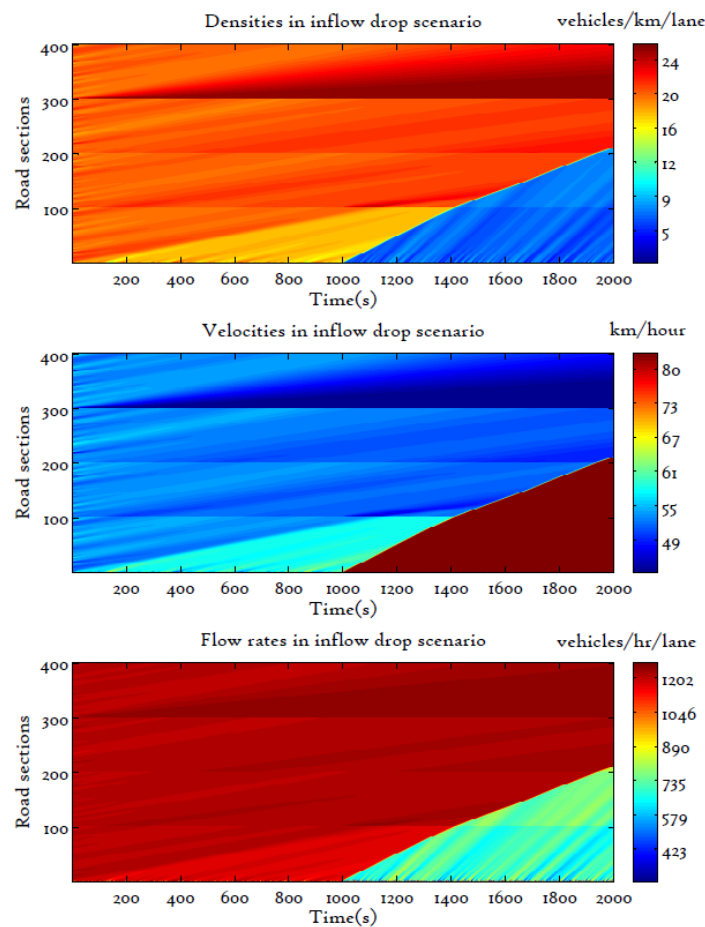 Densities in inflow drop scenario vehicles/km/lane
400
300
200
100
Road sections
24
20
16
12
9
5
200 400 600 800 1000 1200 1400 1600 1800 2000
Time(s)
Velocities in inflow drop scenario km/hour
400
300
200
100
Road sections
80
73
67
61
55
49
200 400 600 800 1000 1200 1400 1600 1800 2000
Time(s)
Flow rates in inflow drop scenario vehicles/hr/lane
400
300
200
100
Road sections
1202
1046
890
735
579
423
200 400 600 800 1000 1200 1400 1600 1800 2000
Time(s)